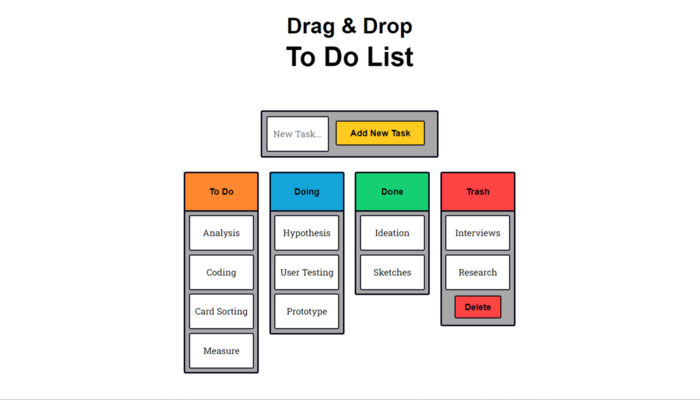 Drag & Drop
To Do List
New Task...
Add New Task
To Do
Analysis
Coding
Card Sorting
Measure
Doing
Hypothesis
User Testing
Prototype
Done
Ideation
Sketches
Trash
Interviews
Research
Delete